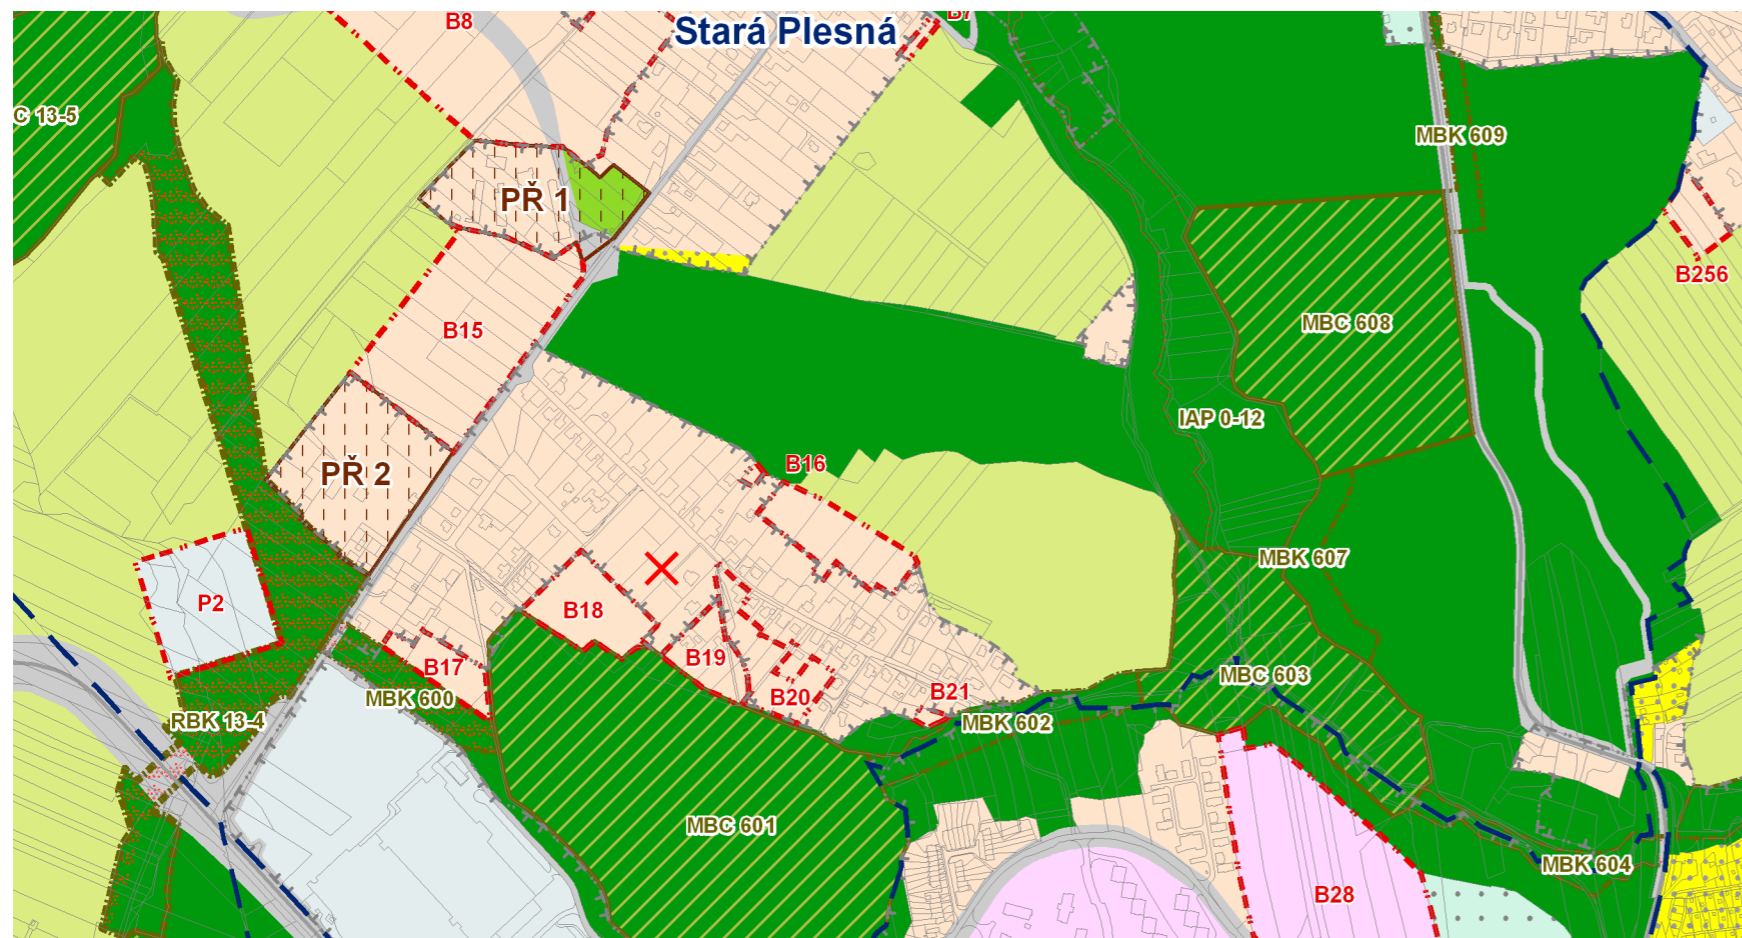 B8
Stará Plesná
B7
C 13-5
MBK 609
PŘ 1
B256
B15
MBC 608
IAP 0-12
PŘ 2
B16
MBK 607
P2
B18
B19
B17
MBC 603
B20
B21
MBK 600
RBK 13-4
MBK 602
MBC 601
MBK 604
B28